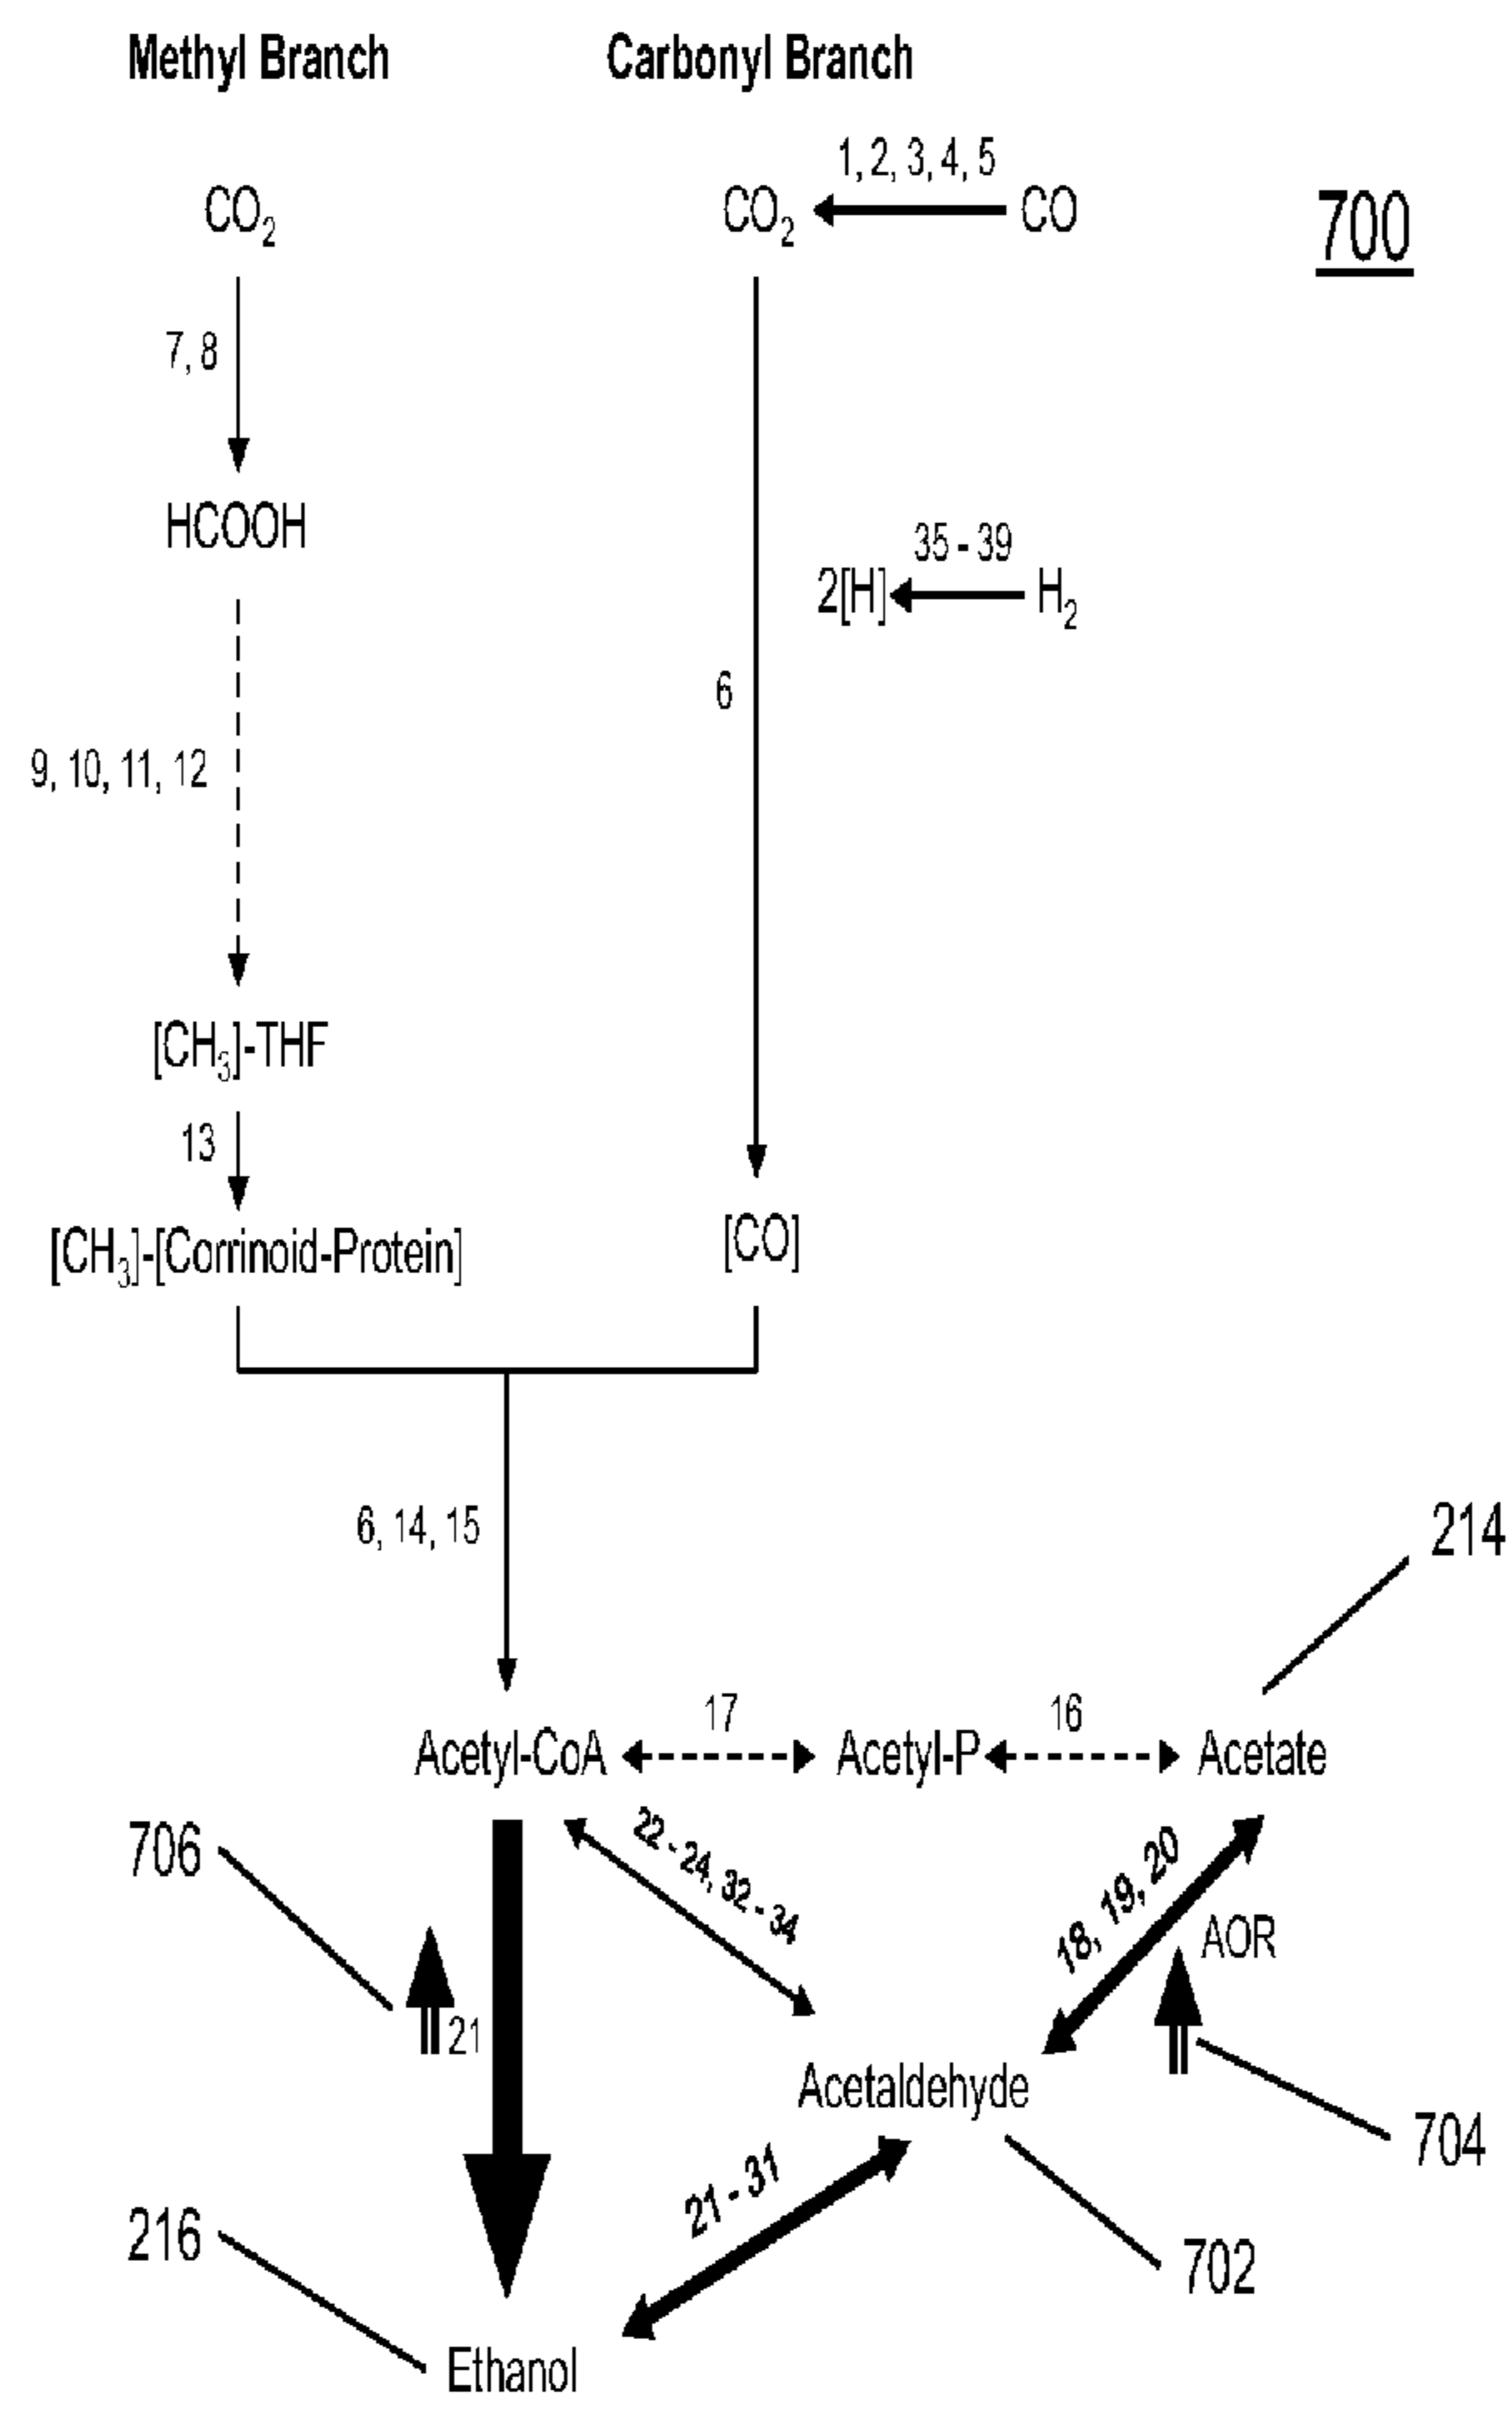 Methyl Branch
Carbonyl Branch
1, 2, 3, 4, 5
CO₂
CO₂
CO
700
7, 8
HCOOH
35 - 39
2[H]
H₂
6
9, 10, 11, 12
[CH₃]-THF
13
[CH₃]-[Corrinoid-Protein]
[CO]
6, 14, 15
214
17
16
Acetyl-CoA
Acetyl-P
Acetate
706
22 - 24, 32 - 34
18, 19, 20
AOR
21
Acetaldehyde
704
21 - 31
216
702
Ethanol